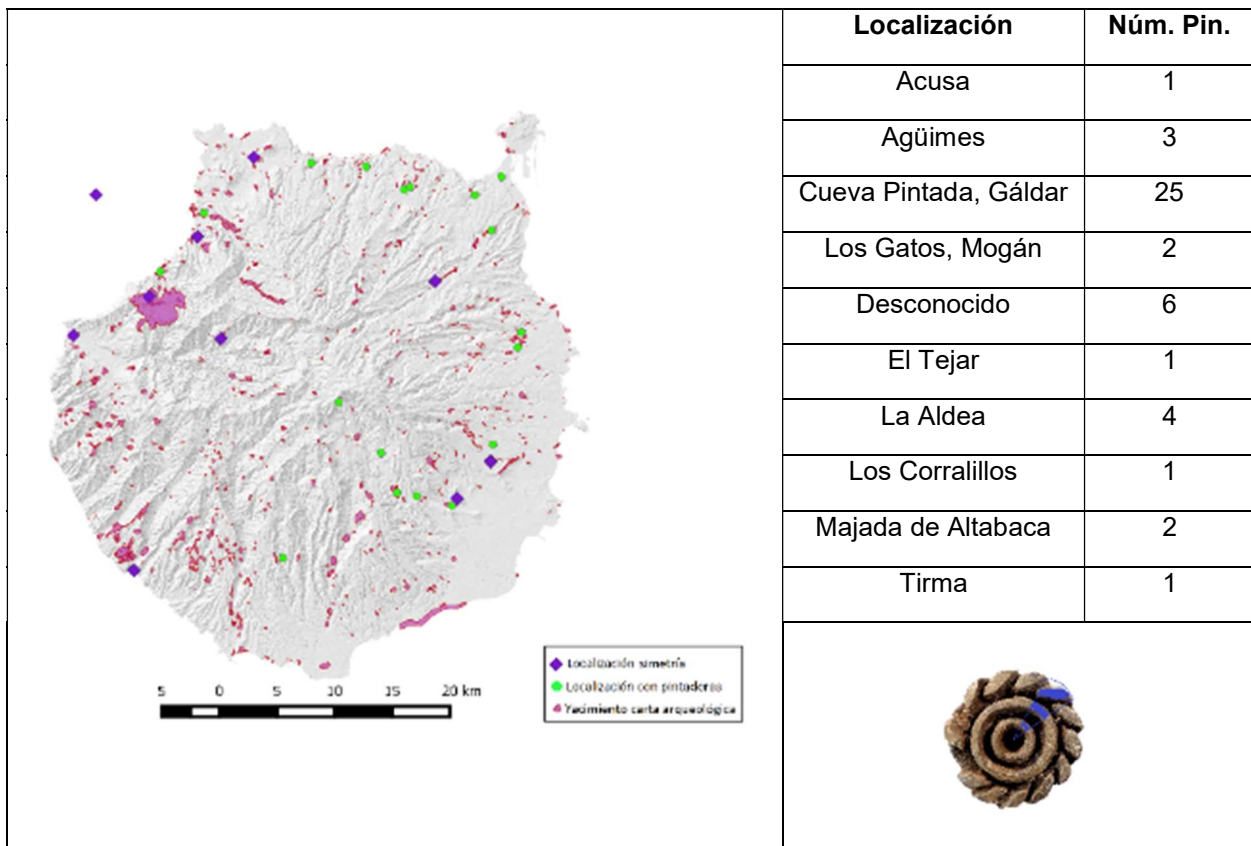 Localización Núm. Pin.
Acusa 1
Agüimes 3
Cueva Pintada, Gáldar 25
Los Gatos, Mogán 2
Desconocido 6
El Tejar 1
La Aldea 4
Los Corralillos 1
Majada de Altabaca 2
Tirma 1
Localización simetría
Localización con pintaderas
Yacimiento carta arqueológica
5 0 5 10 15 20 km